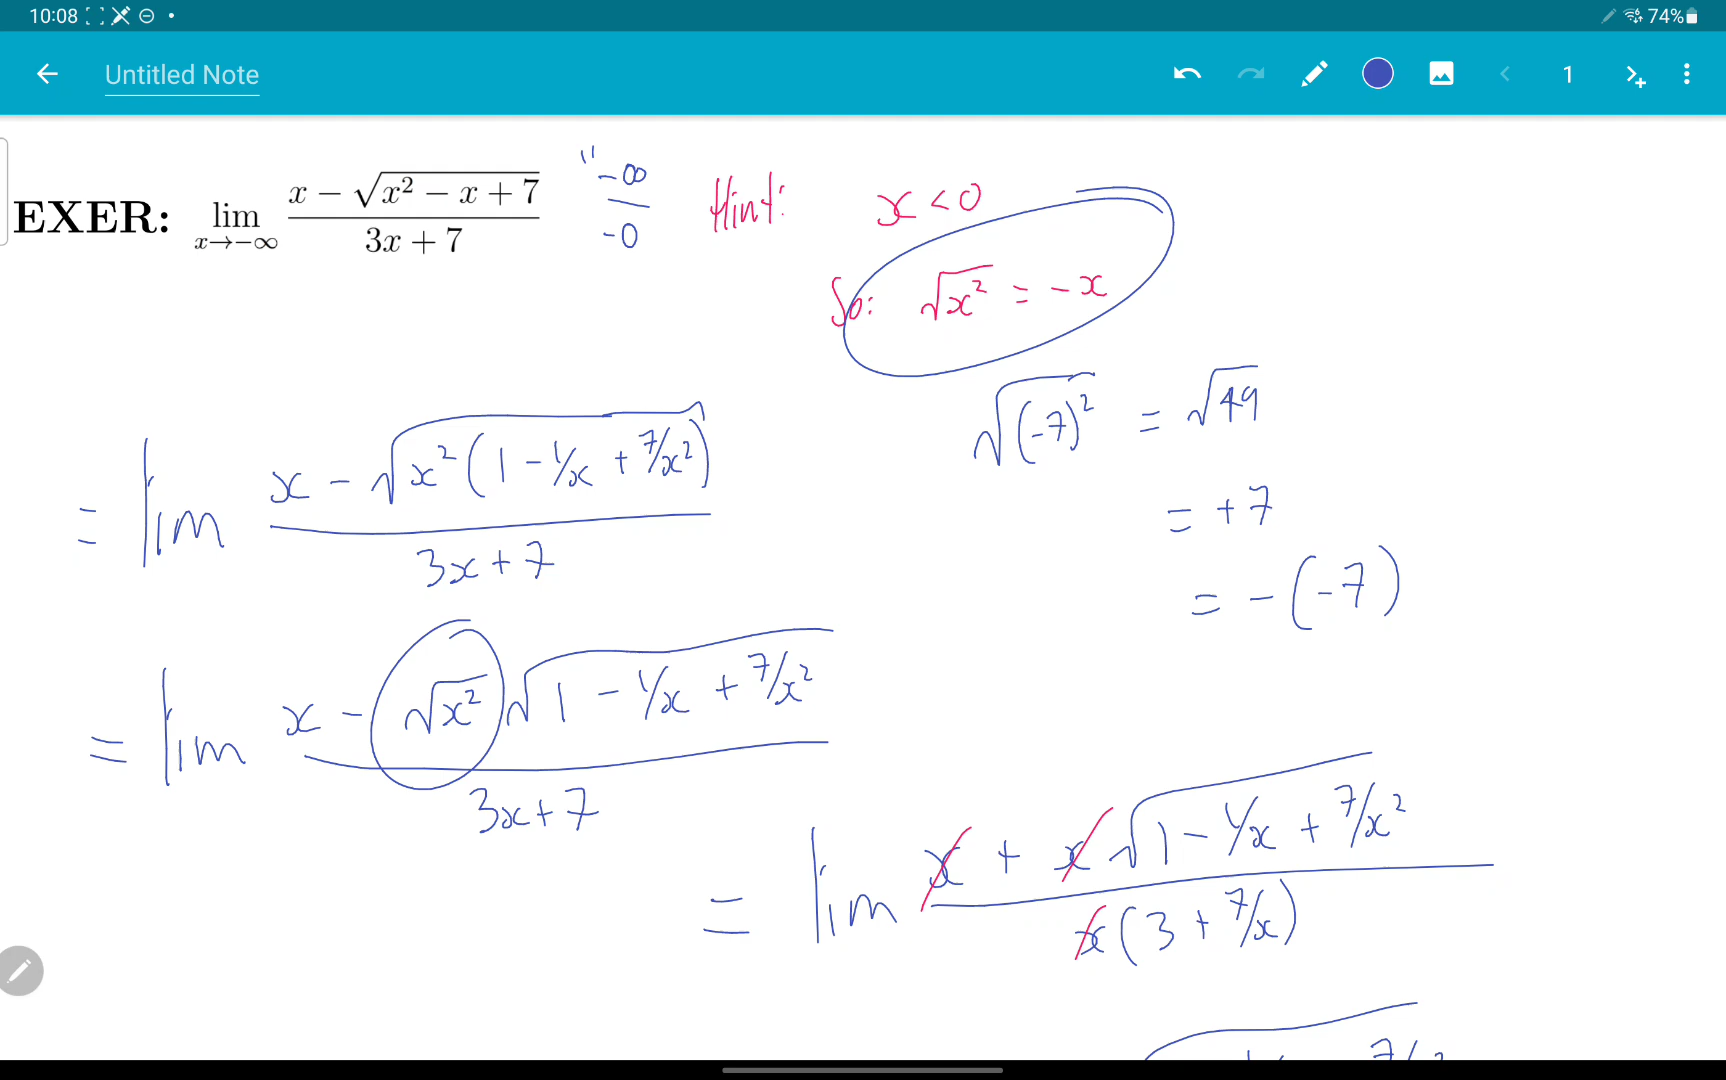 10:08 74%
Untitled Note 1
EXER: lim x→−∞ (x − √(x² − x + 7))/(3x + 7) " −∞/−0 Hint: x < 0
So: √x² = −x
√(−7)² = √49
= +7
= −(−7)
= lim (x − √(x²(1 − 1/x + 7/x²)))/(3x + 7)
= lim (x − √x² √(1 − 1/x + 7/x²))/(3x + 7)
= lim (x + x√(1 − 1/x + 7/x²))/(x(3 + 7/x))